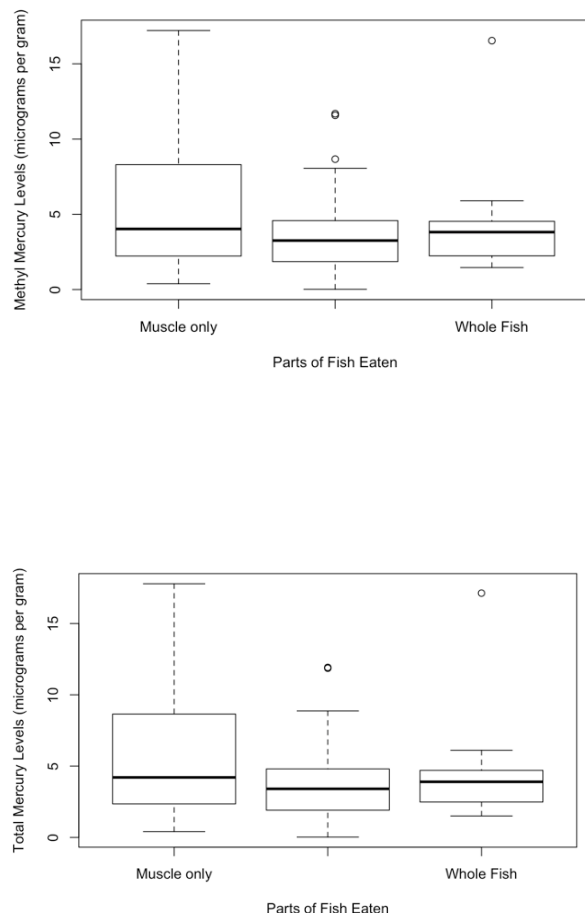 Methyl Mercury Levels (micrograms per gram)
15
10
5
0
Muscle only
Whole Fish
Parts of Fish Eaten
Total Mercury Levels (micrograms per gram)
15
10
5
0
Muscle only
Whole Fish
Parts of Fish Eaten